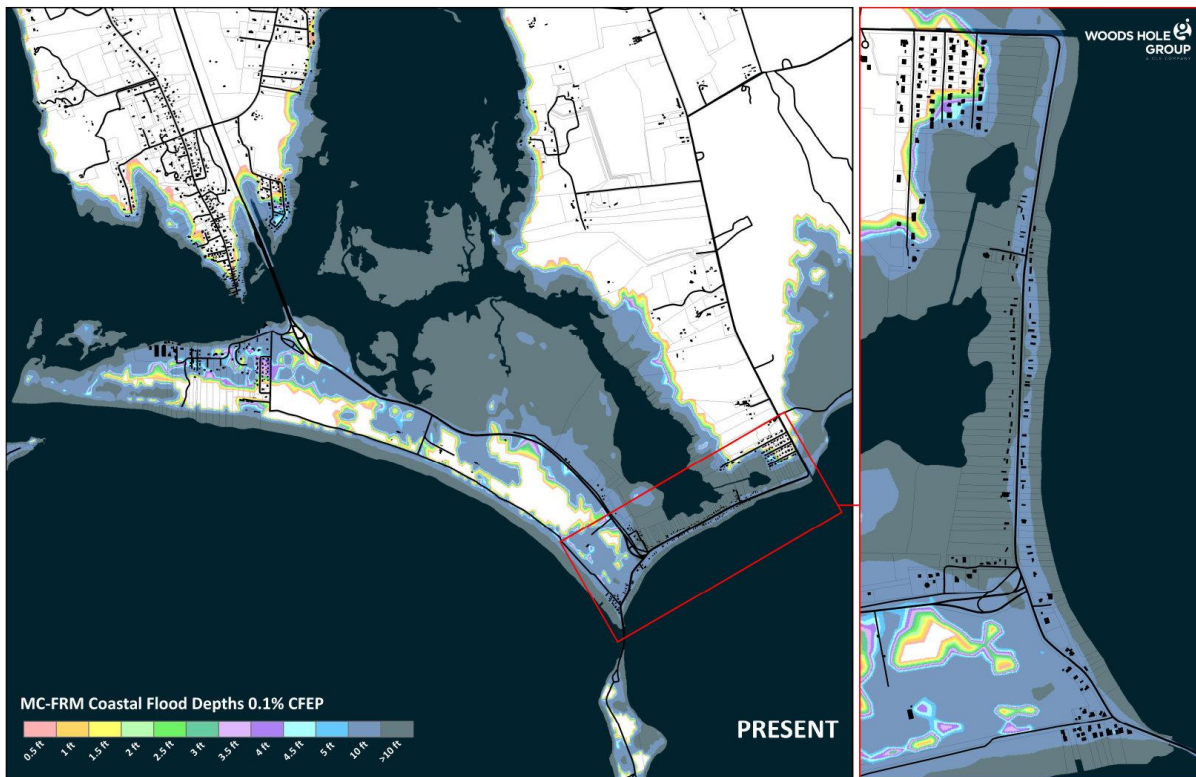 WOODS HOLE
GROUP
A CLS COMPANY
MC-FRM Coastal Flood Depths 0.1% CFEP
0.5 ft
1 ft
1.5 ft
2 ft
2.5 ft
3 ft
3.5 ft
4 ft
4.5 ft
5 ft
10 ft
>10 ft
PRESENT